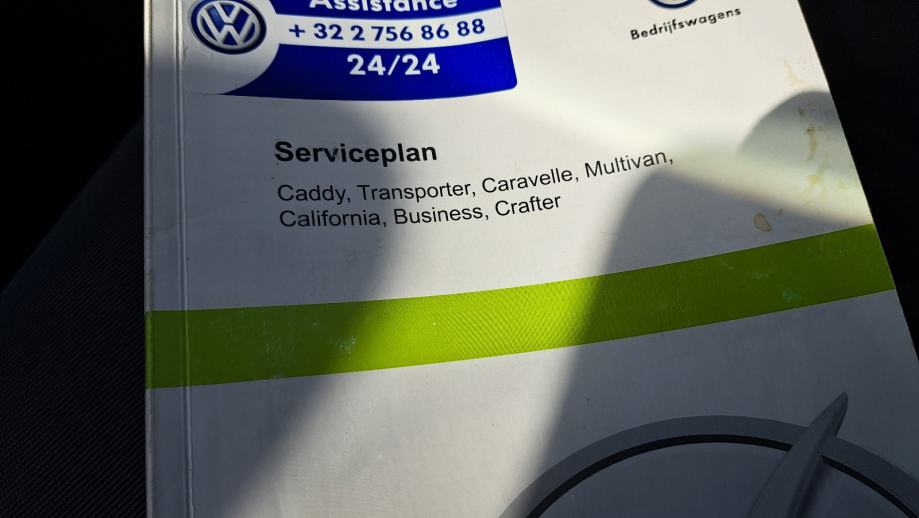 Assistance
+ 32 2 756 86 88
24/24
Bedrijfswagens
Serviceplan
Caddy, Transporter, Caravelle, Multivan,
California, Business, Crafter